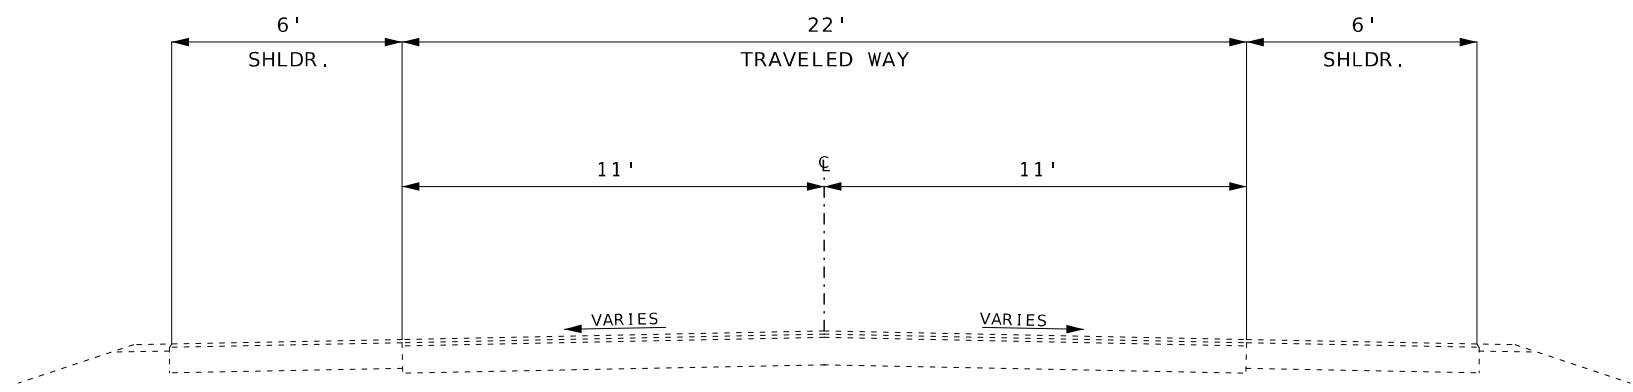 6' 22' 6'
SHLDR. TRAVELED WAY SHLDR.
11' ℄ 11'
VARIES VARIES